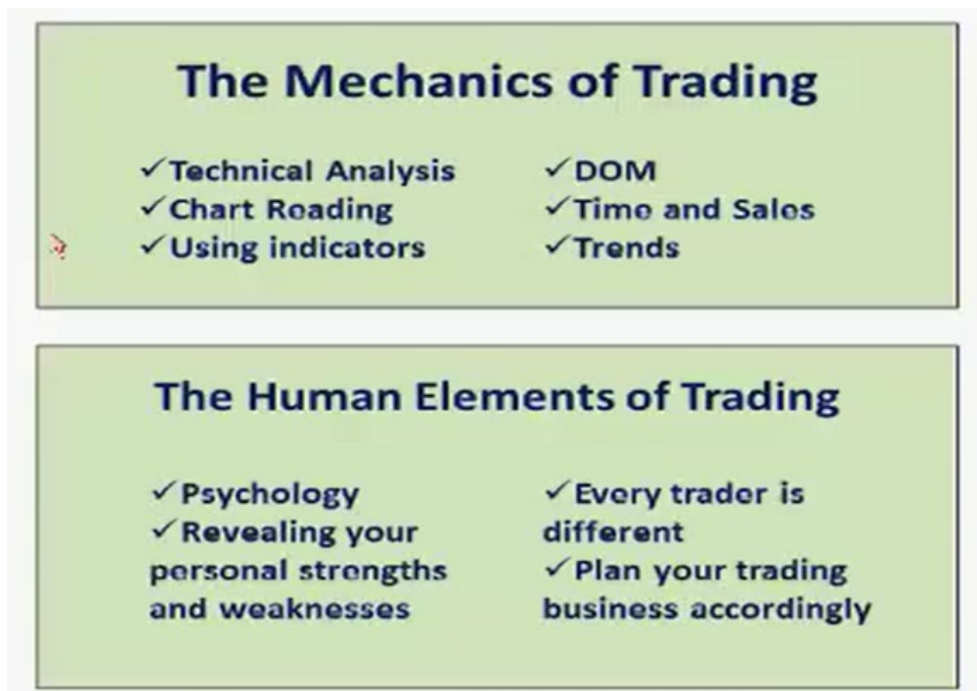 The Mechanics of Trading
✓Technical Analysis
✓Chart Reading
✓Using indicators
✓DOM
✓Time and Sales
✓Trends
The Human Elements of Trading
✓Psychology
✓Revealing your
personal strengths
and weaknesses
✓Every trader is
different
✓Plan your trading
business accordingly